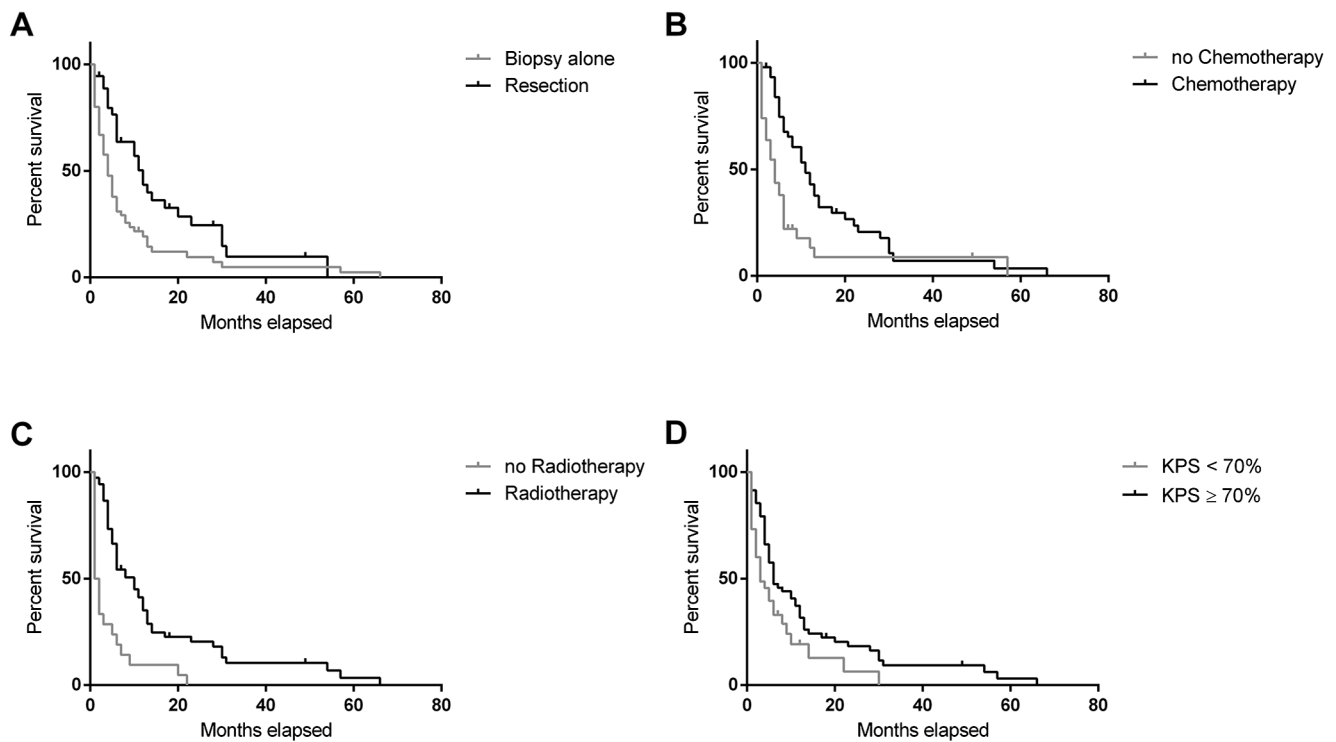 A
Percent survival
100
50
0
0 20 40 60 80
Months elapsed
Biopsy alone
Resection
B
Percent survival
100
50
0
0 20 40 60 80
Months elapsed
no Chemotherapy
Chemotherapy
C
Percent survival
100
50
0
0 20 40 60 80
Months elapsed
no Radiotherapy
Radiotherapy
D
Percent survival
100
50
0
0 20 40 60 80
Months elapsed
KPS < 70%
KPS ≥ 70%